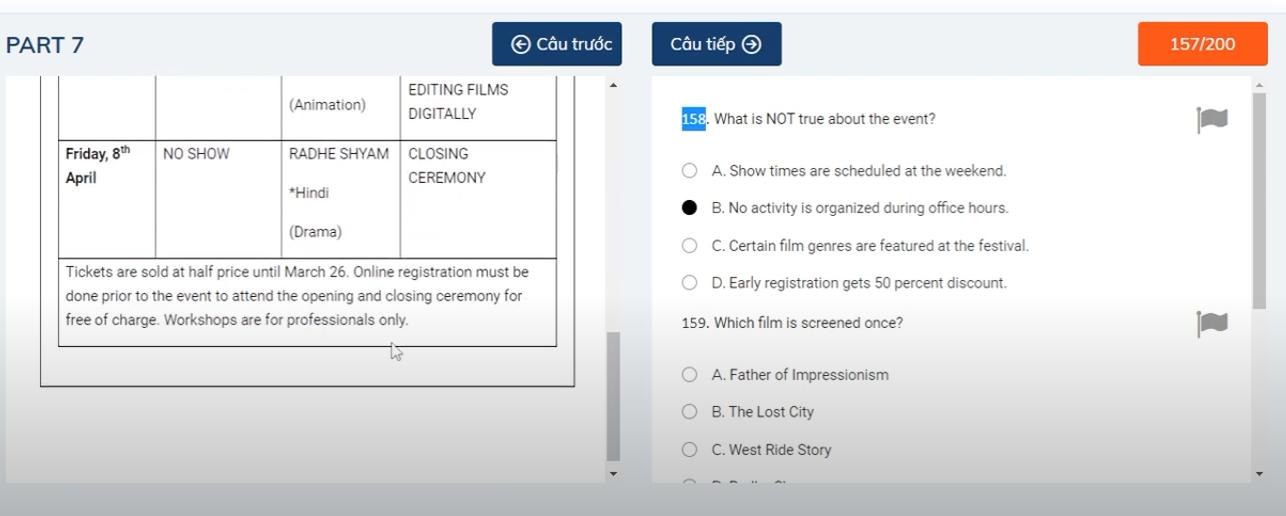 PART 7
Câu trước
Câu tiếp
157/200
(Animation)
EDITING FILMS
DIGITALLY
Friday, 8th
April
NO SHOW
RADHE SHYAM
*Hindi
(Drama)
CLOSING
CEREMONY
Tickets are sold at half price until March 26. Online registration must be
done prior to the event to attend the opening and closing ceremony for
free of charge. Workshops are for professionals only.
158. What is NOT true about the event?
A. Show times are scheduled at the weekend.
B. No activity is organized during office hours.
C. Certain film genres are featured at the festival.
D. Early registration gets 50 percent discount.
159. Which film is screened once?
A. Father of Impressionism
B. The Lost City
C. West Ride Story